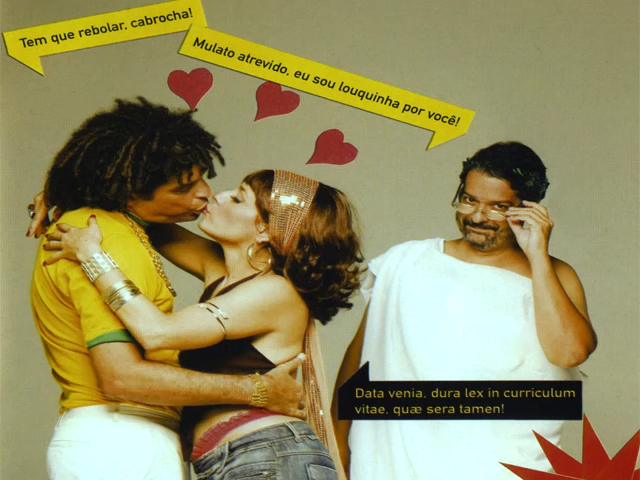 Tem que rebolar, cabrocha!
Mulato atrevido, eu sou louquinha por você!
Data venia, dura lex in curriculum
vitae, quæ sera tamen!